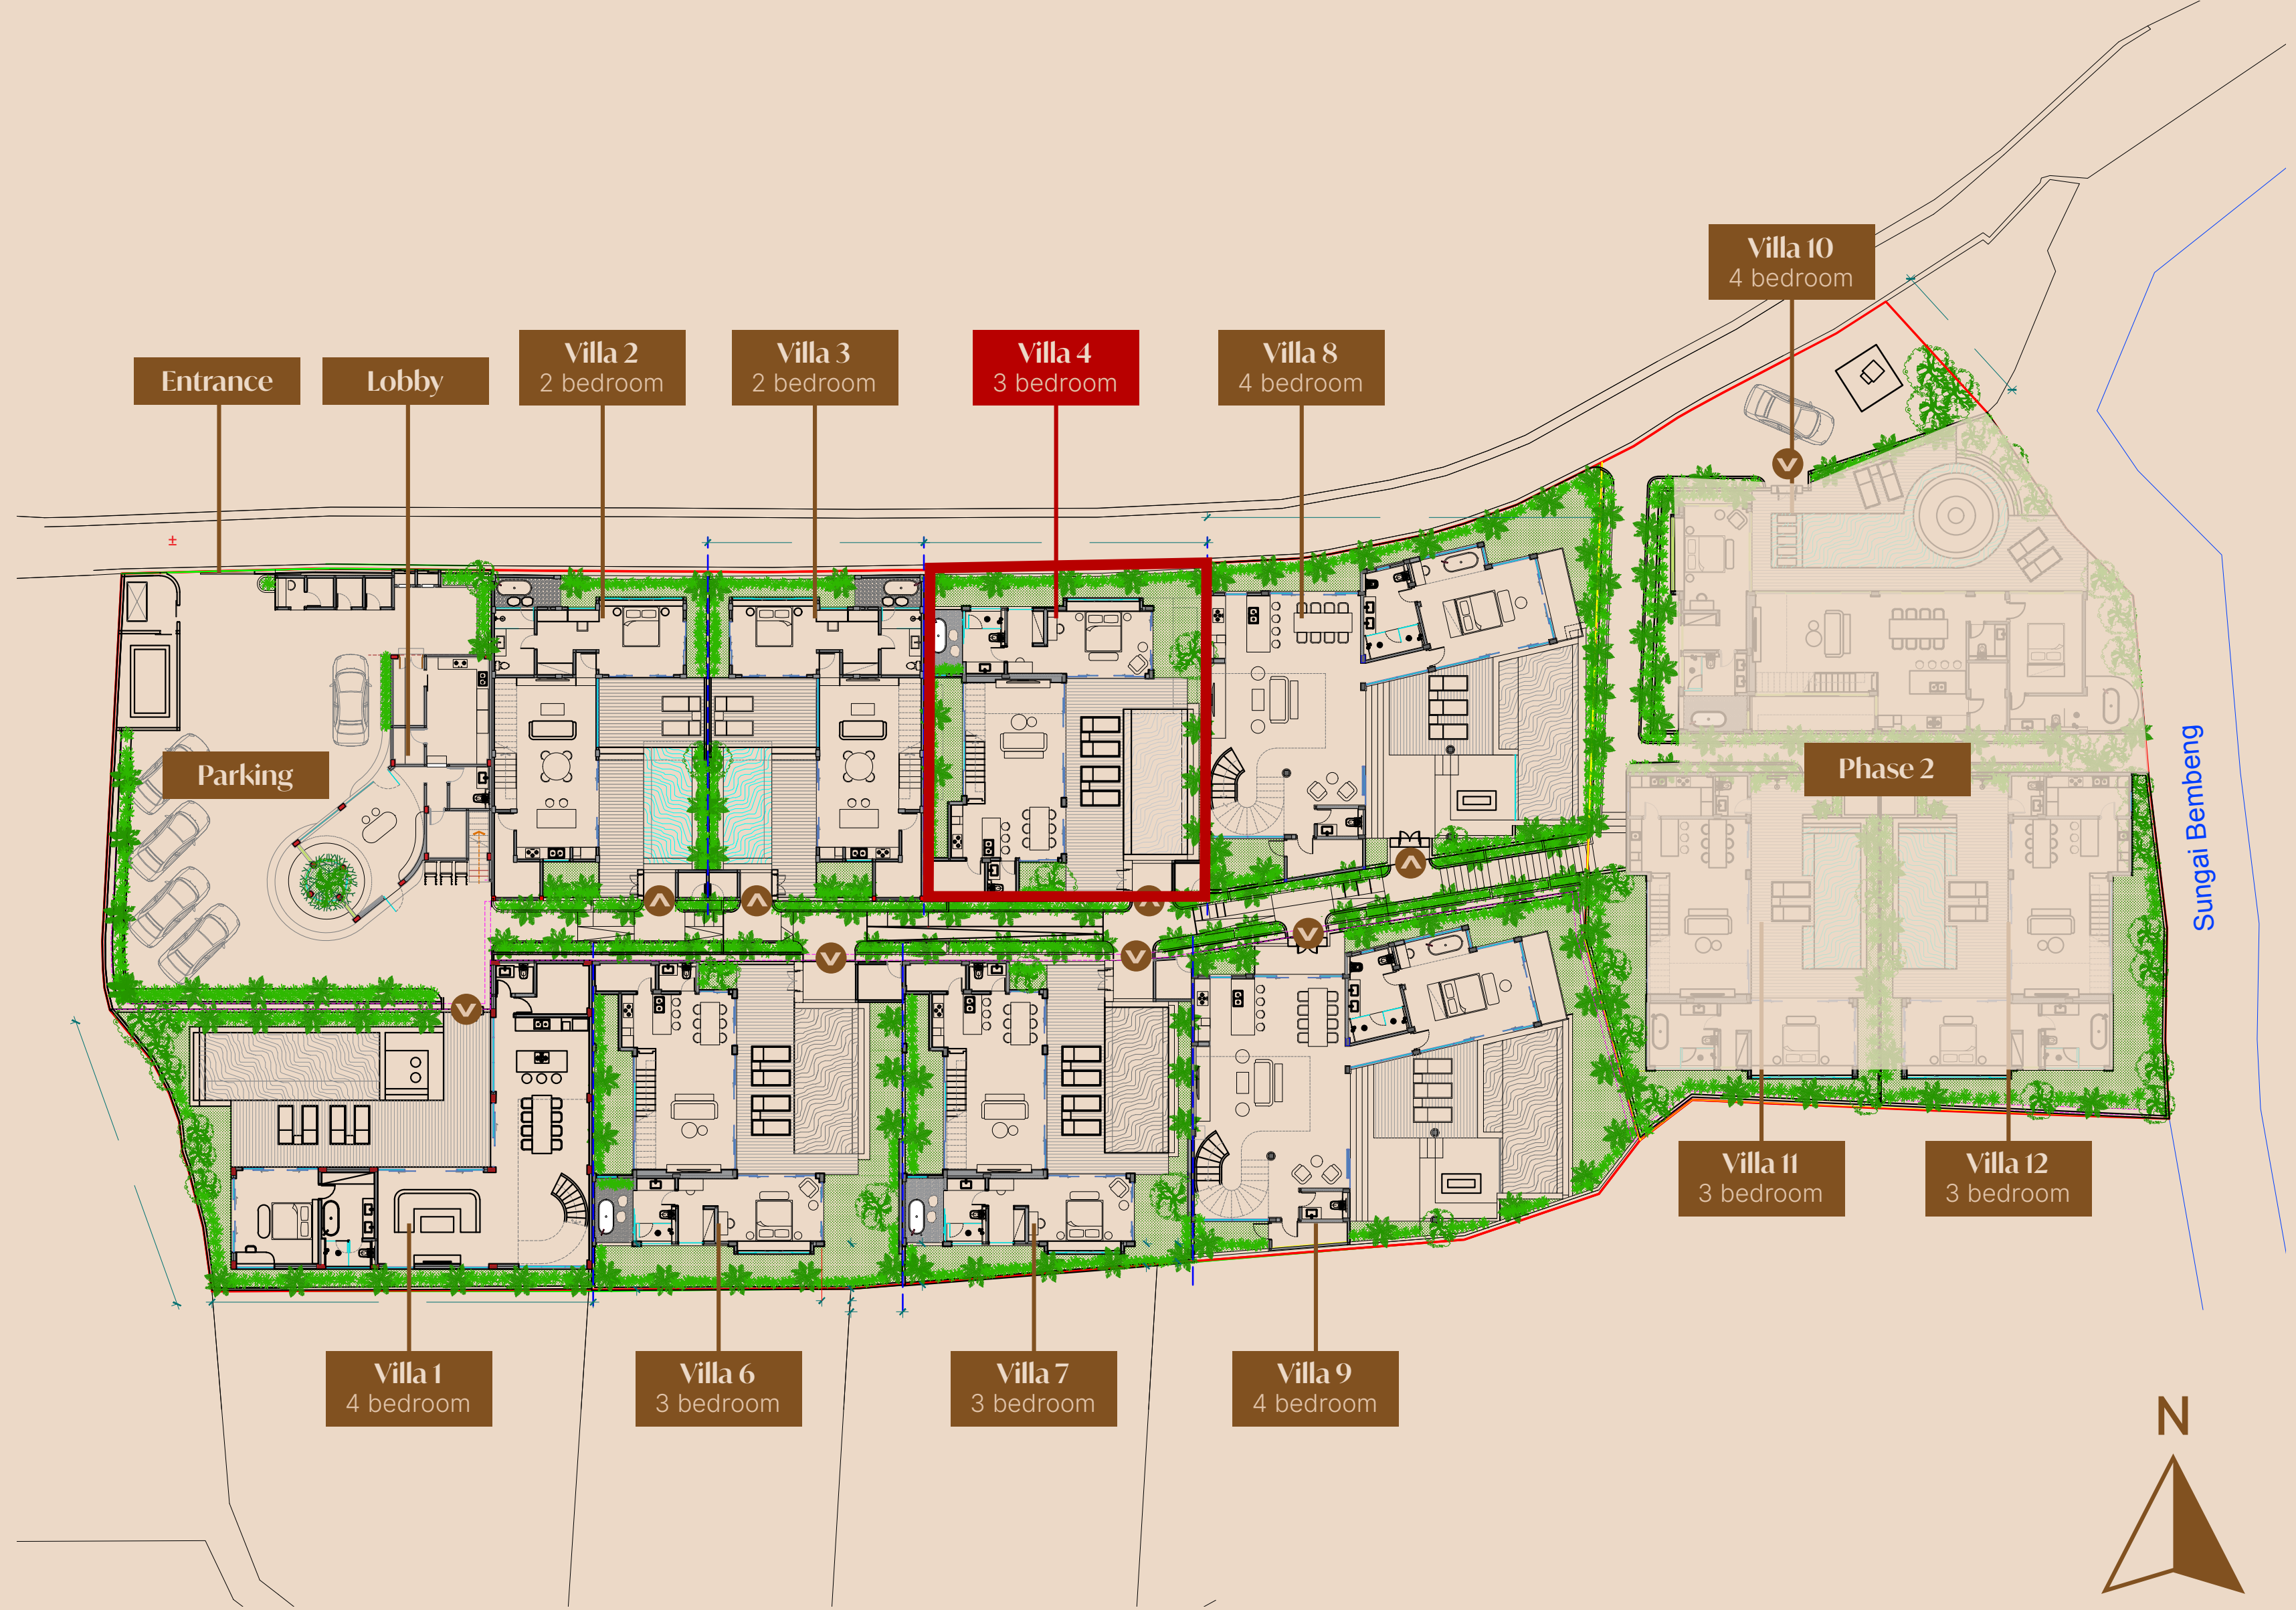 Villa 10
4 bedroom
Villa 2
2 bedroom
Villa 3
2 bedroom
Villa 4
3 bedroom
Villa 8
4 bedroom
Entrance
Lobby
±
Parking
Phase 2
Sungai Bembeng
Villa 11
3 bedroom
Villa 12
3 bedroom
Villa 1
4 bedroom
Villa 6
3 bedroom
Villa 7
3 bedroom
Villa 9
4 bedroom
N